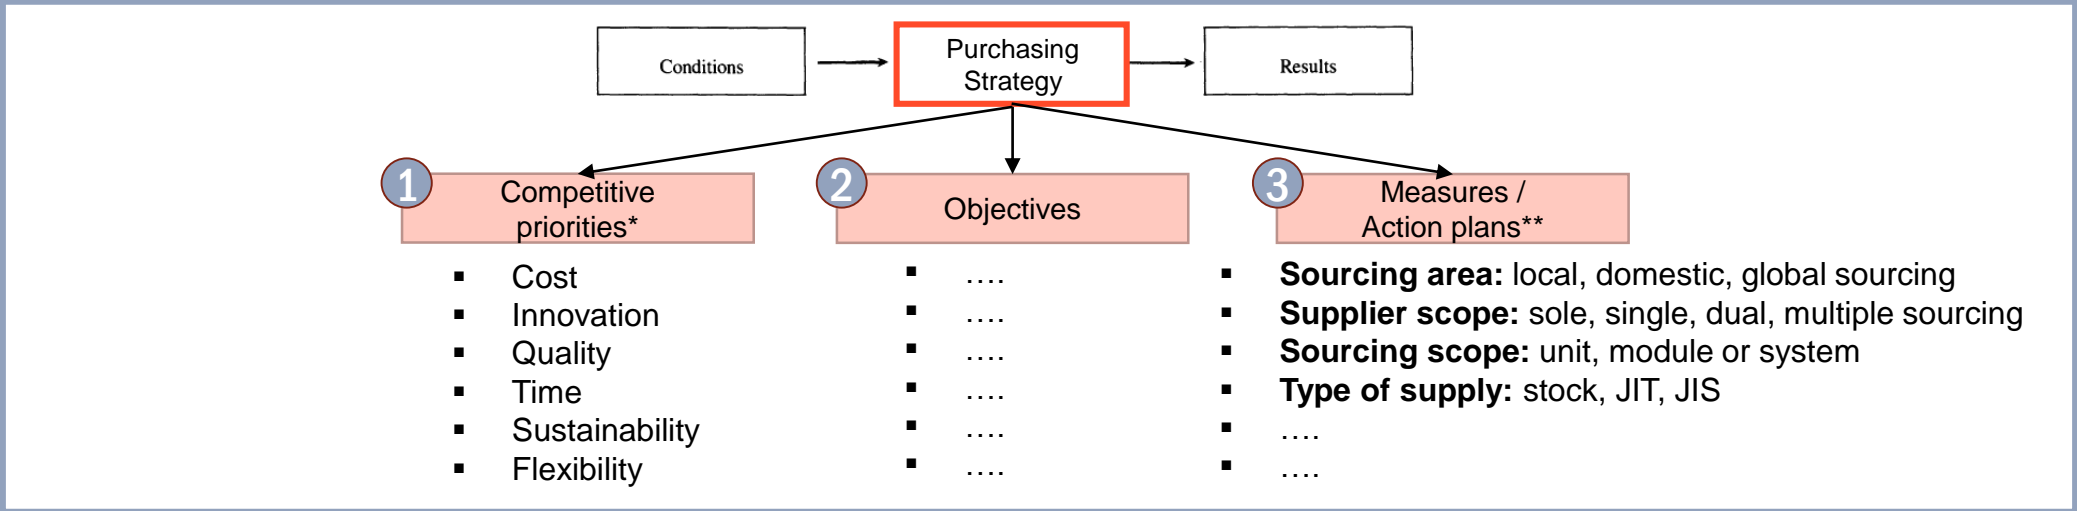 Conditions
Purchasing
Strategy
Results
1
Competitive
priorities*
2
Objectives
3
Measures /
Action plans**
▪ Cost
▪ Innovation
▪ Quality
▪ Time
▪ Sustainability
▪ Flexibility
▪ ....
▪ ....
▪ ....
▪ ....
▪ ....
▪ ....
▪ Sourcing area: local, domestic, global sourcing
▪ Supplier scope: sole, single, dual, multiple sourcing
▪ Sourcing scope: unit, module or system
▪ Type of supply: stock, JIT, JIS
▪ ....
▪ ....